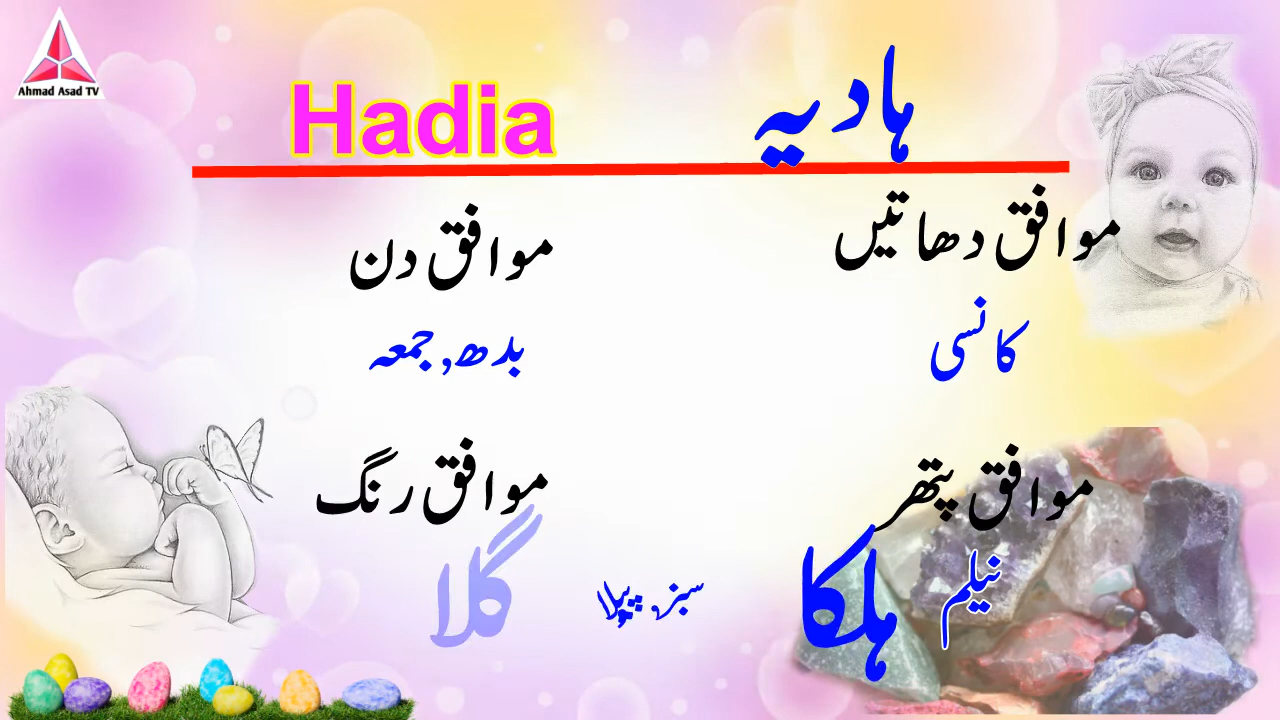 Ahmad Asad TV
Hadia
ہادیہ
موافق دھاتیں
موافق دن
کانسی
بدھ, جمعہ
موافق پتھر
موافق رنگ
نیلم
ہلکا
سبز, پیلا
گلا